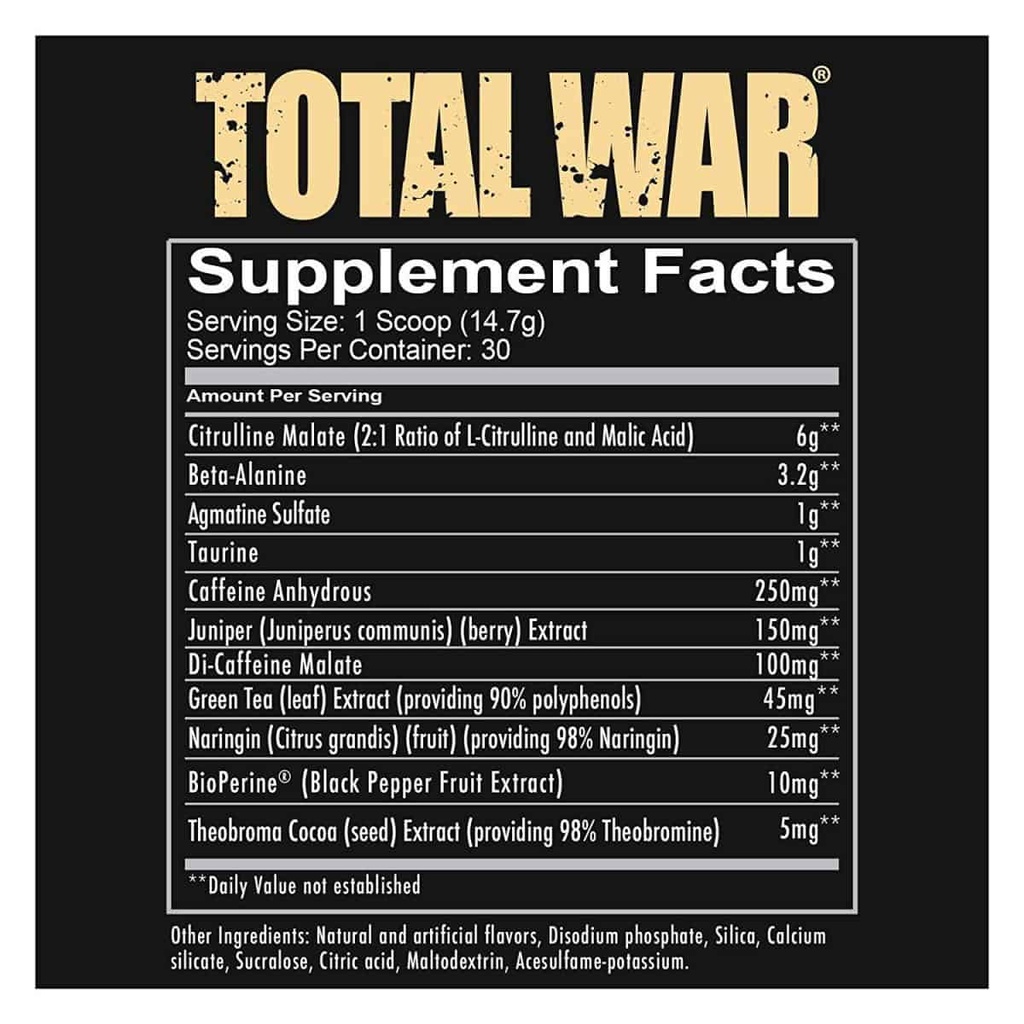 TOTAL WAR®
Supplement Facts
Serving Size: 1 Scoop (14.7g)
Servings Per Container: 30
Amount Per Serving
Citrulline Malate (2:1 Ratio of L-Citrulline and Malic Acid) 6g**
Beta-Alanine 3.2g**
Agmatine Sulfate 1g**
Taurine 1g**
Caffeine Anhydrous 250mg**
Juniper (Juniperus communis) (berry) Extract 150mg**
Di-Caffeine Malate 100mg**
Green Tea (leaf) Extract (providing 90% polyphenols) 45mg**
Naringin (Citrus grandis) (fruit) (providing 98% Naringin) 25mg**
BioPerine® (Black Pepper Fruit Extract) 10mg**
Theobroma Cocoa (seed) Extract (providing 98% Theobromine) 5mg**
**Daily Value not established
Other Ingredients: Natural and artificial flavors, Disodium phosphate, Silica, Calcium
silicate, Sucralose, Citric acid, Maltodextrin, Acesulfame-potassium.